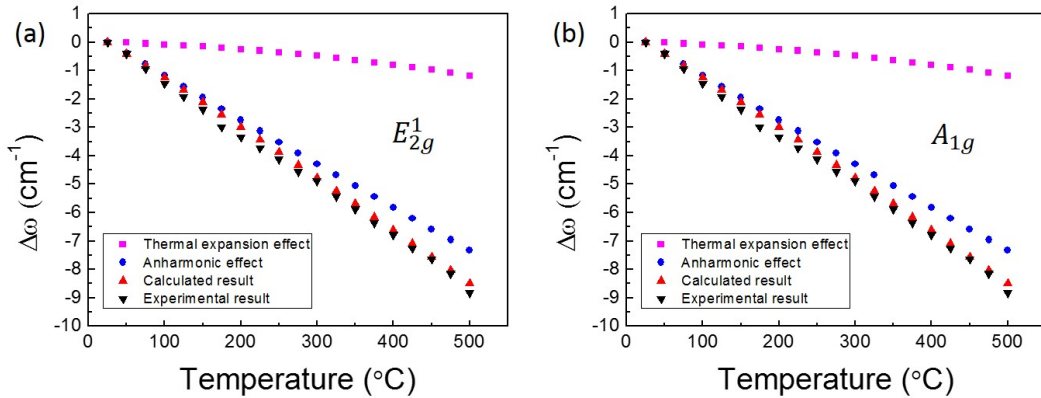 (a)
1
0
-1
-2
-3
-4
-5
-6
-7
-8
-9
-10
Δω (cm⁻¹)
E¹₂g
Thermal expansion effect
Anharmonic effect
Calculated result
Experimental result
0 100 200 300 400 500
Temperature (°C)
(b)
1
0
-1
-2
-3
-4
-5
-6
-7
-8
-9
-10
Δω (cm⁻¹)
A₁g
Thermal expansion effect
Anharmonic effect
Calculated result
Experimental result
0 100 200 300 400 500
Temperature (°C)